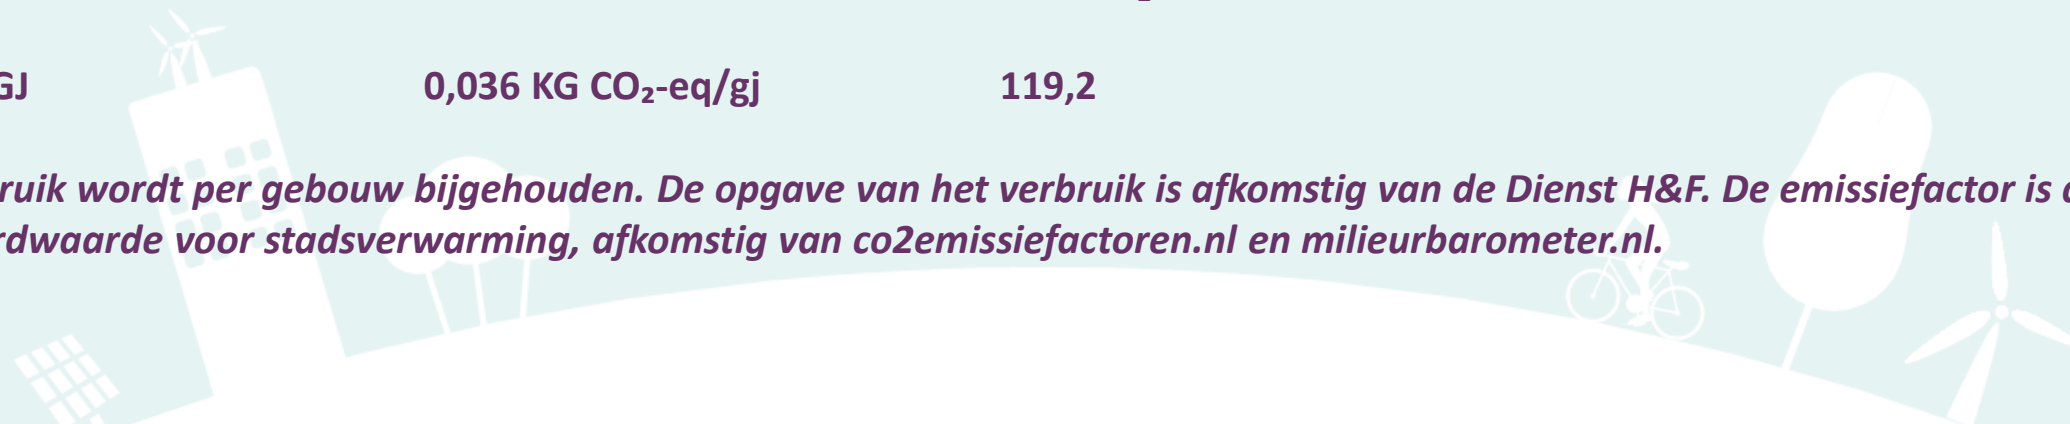 GJ 0,036 KG CO₂-eq/gj 119,2
ruik wordt per gebouw bijgehouden. De opgave van het verbruik is afkomstig van de Dienst H&F. De emissiefactor is
rdwaarde voor stadsverwarming, afkomstig van co2emissiefactoren.nl en milieurbarometer.nl.